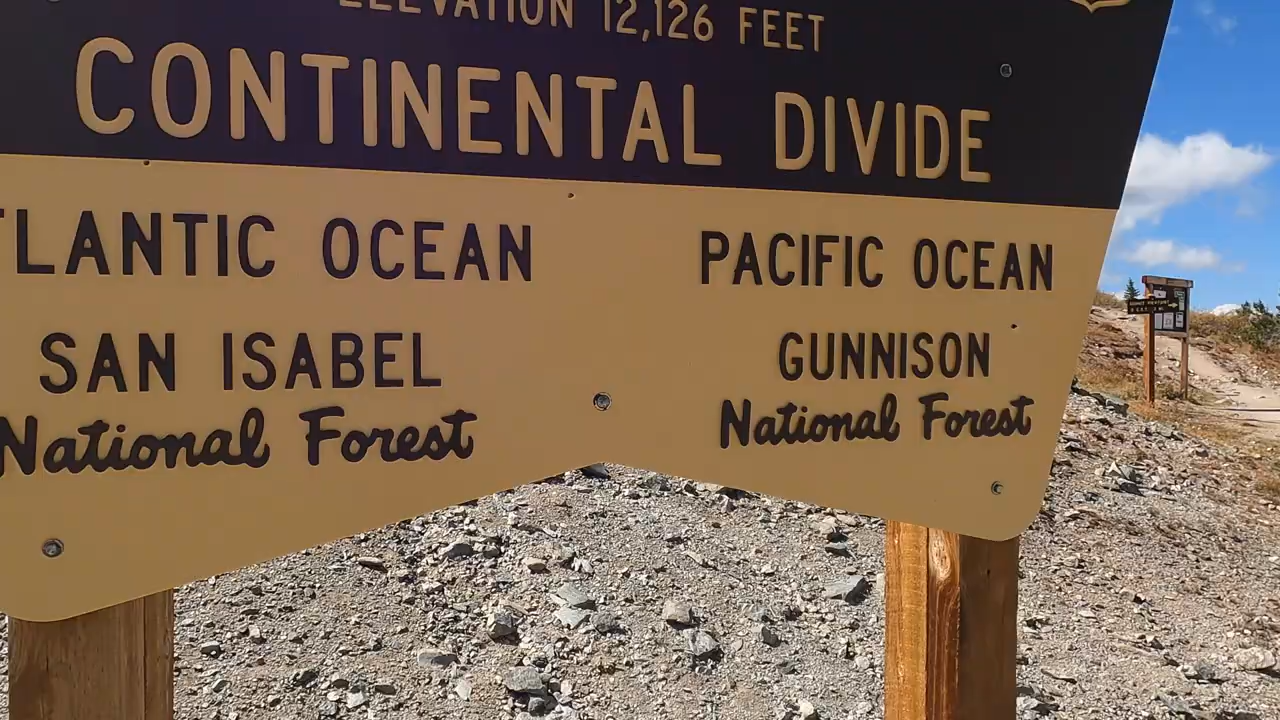 ELEVATION 12,126 FEET
CONTINENTAL DIVIDE
TLANTIC OCEAN
PACIFIC OCEAN
SAN ISABEL
National Forest
GUNNISON
National Forest